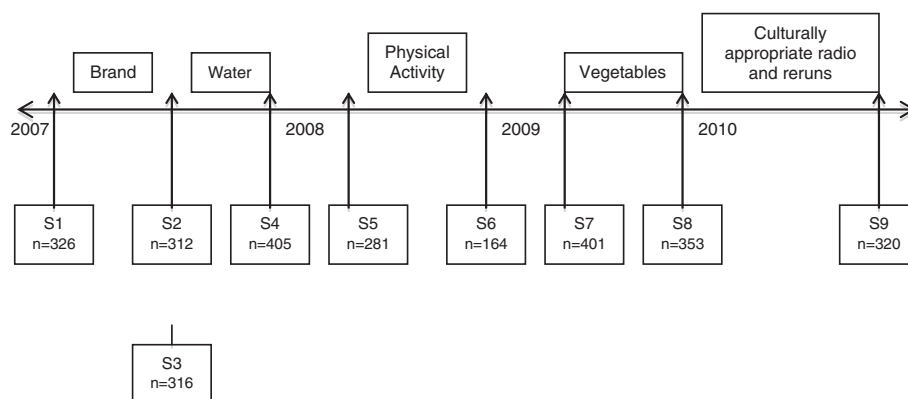 Brand
Water
Physical
Activity
Vegetables
Culturally
appropriate radio
and reruns
2007
2008
2009
2010
S1
n=326
S2
n=312
S4
n=405
S5
n=281
S6
n=164
S7
n=401
S8
n=353
S9
n=320
S3
n=316